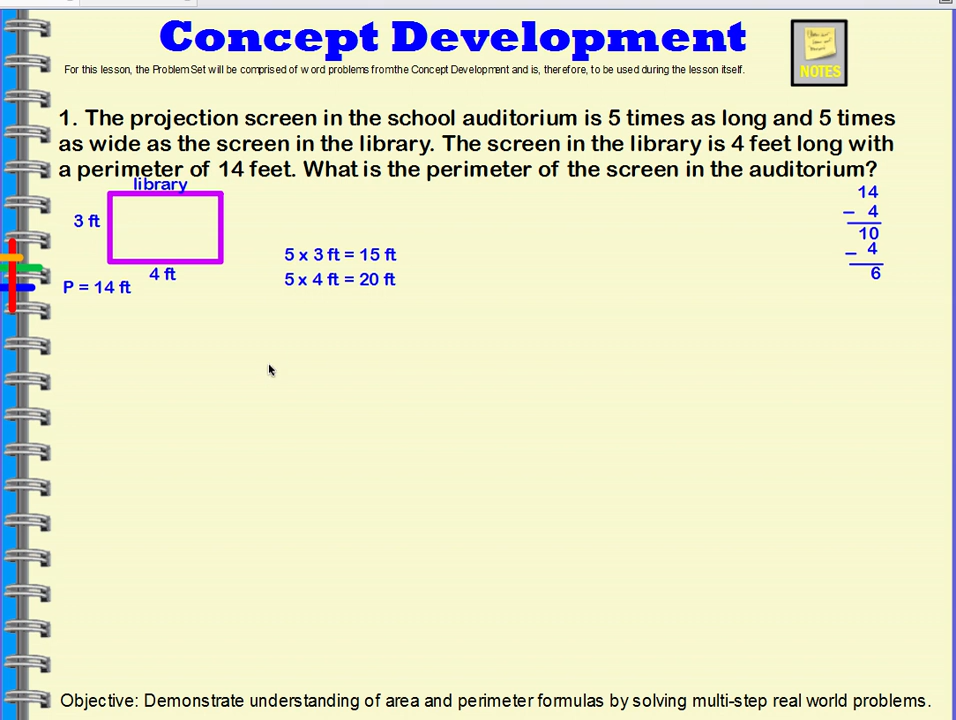 Concept Development
For this lesson, the Problem Set will be comprised of word problems from the Concept Development and is, therefore, to be used during the lesson itself.
NOTES
1. The projection screen in the school auditorium is 5 times as long and 5 times
as wide as the screen in the library. The screen in the library is 4 feet long with
a perimeter of 14 feet. What is the perimeter of the screen in the auditorium?
library
3 ft
4 ft
P = 14 ft
5 x 3 ft = 15 ft
5 x 4 ft = 20 ft
14
– 4
10
– 4
6
Objective: Demonstrate understanding of area and perimeter formulas by solving multi-step real world problems.